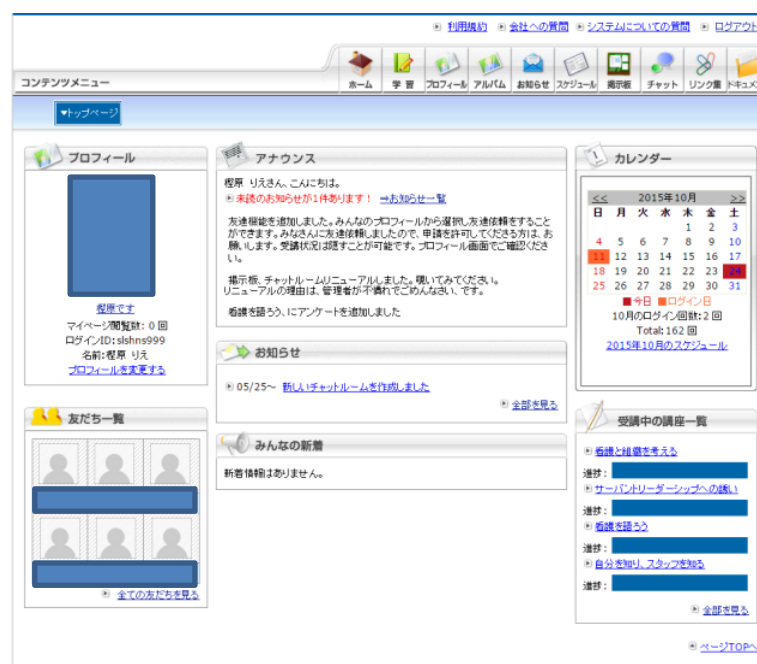 利用規約 会社への質問 システムについての質問 ログアウト
コンテンツメニュー
ホーム 学習 プロフィール アルバム お知らせ スケジュール 掲示板 チャット リンク集 ドキュメ
▼トップページ
プロフィール
樫原です
マイページ閲覧数: 0 回
ログインID:slshns999
名前:樫原 りえ
プロフィールを変更する
友だち一覧
全ての友だちを見る
アナウンス
樫原 りえさん、こんにちは。
未読のお知らせが1件あります! ⇒お知らせ一覧
友達機能を追加しました。みんなのプロフィールから選択し友達依頼をすること
ができます。みなさんに友達依頼しましたので、申請を許可してくださる方は、お
願いします。受講状況は隠すことが可能です。プロフィール画面でご確認くださ
い。
掲示板、チャットルームリニューアルしました。覗いてみてください。
リニューアルの理由は、管理者が不慣れでごめんなさい、です。
看護を語ろう、にアンケートを追加しました
お知らせ
05/25～ 新しいチャットルームを作成しました
全部を見る
みんなの新着
新着情報はありません。
カレンダー
<< 2015年10月 >>
日 月 火 水 木 金 土
1 2 3
4 5 6 7 8 9 10
11 12 13 14 15 16 17
18 19 20 21 22 23 24
25 26 27 28 29 30 31
■今日 ■ログイン日
10月のログイン回数:2 回
Total:162 回
2015年10月のスケジュール
受講中の講座一覧
看護と組織を考える
進捗:
サーバントリーダーシップへの誘い
進捗:
看護を語ろう
進捗:
自分を知り、スタッフを知る
進捗:
全部を見る
ページTOPへ